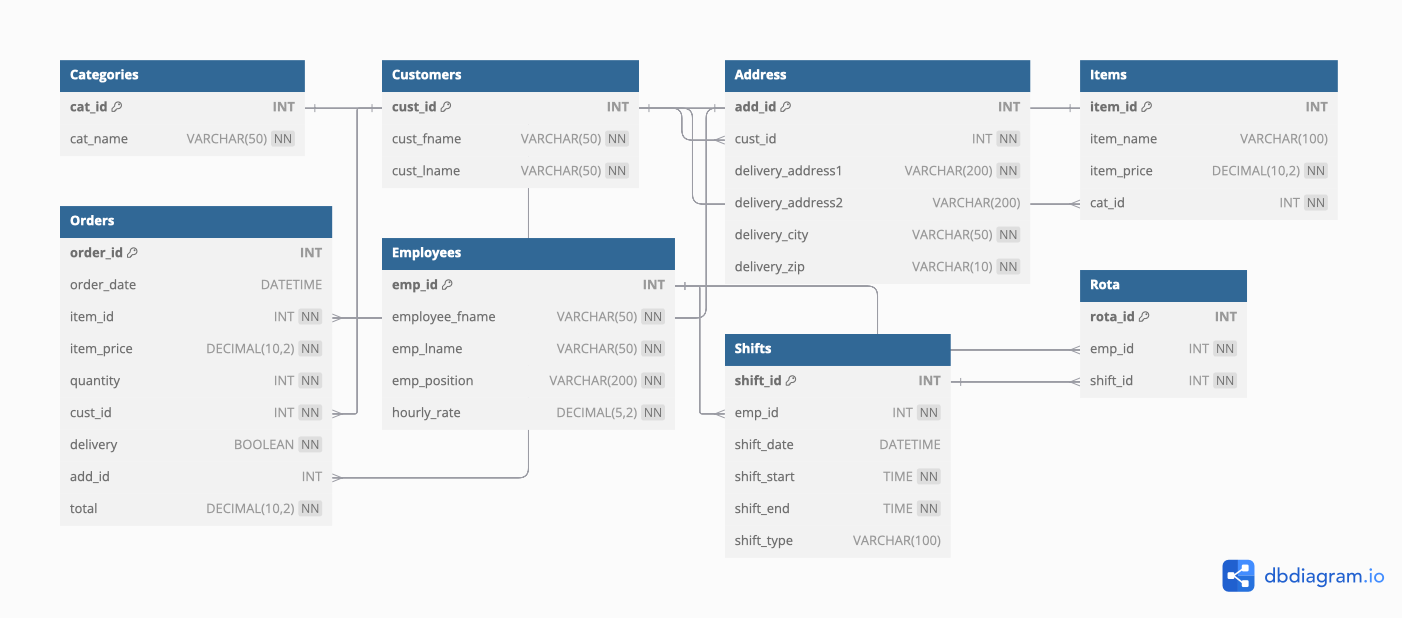 Categories
cat_id INT
cat_name VARCHAR(50) NN
Customers
cust_id INT
cust_fname VARCHAR(50) NN
cust_lname VARCHAR(50) NN
Address
add_id INT
cust_id INT NN
delivery_address1 VARCHAR(200) NN
delivery_address2 VARCHAR(200)
delivery_city VARCHAR(50) NN
delivery_zip VARCHAR(10) NN
Items
item_id INT
item_name VARCHAR(100)
item_price DECIMAL(10,2) NN
cat_id INT NN
Orders
order_id INT
order_date DATETIME
item_id INT NN
item_price DECIMAL(10,2) NN
quantity INT NN
cust_id INT NN
delivery BOOLEAN NN
add_id INT
total DECIMAL(10,2) NN
Employees
emp_id INT
employee_fname VARCHAR(50) NN
emp_lname VARCHAR(50) NN
emp_position VARCHAR(200) NN
hourly_rate DECIMAL(5,2) NN
Shifts
shift_id INT
emp_id INT NN
shift_date DATETIME
shift_start TIME NN
shift_end TIME NN
shift_type VARCHAR(100)
Rota
rota_id INT
emp_id INT NN
shift_id INT NN
dbdiagram.io